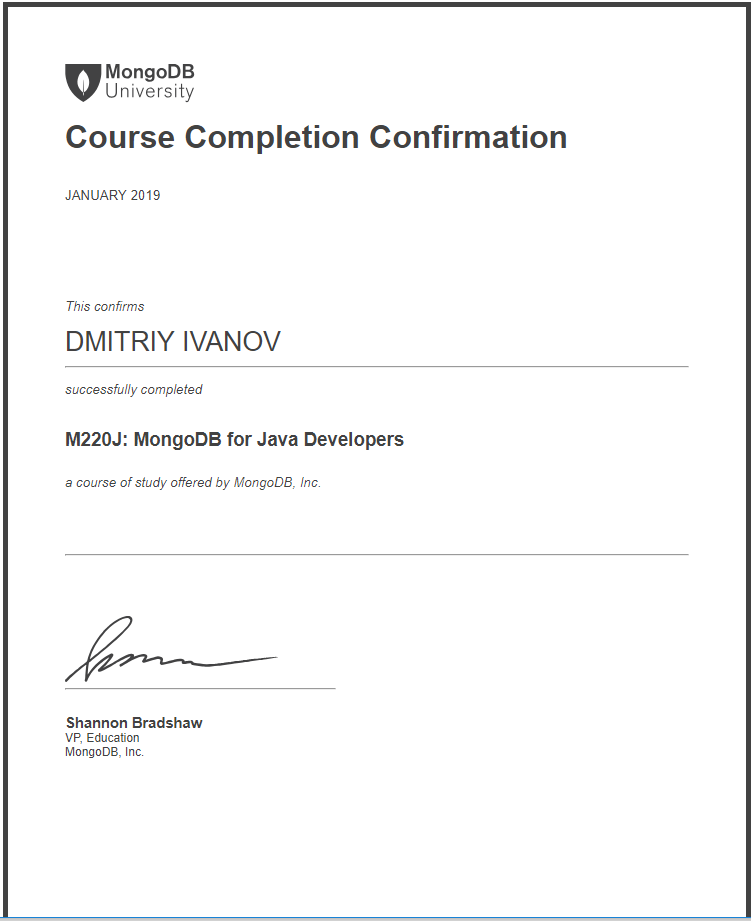 MongoDB
University
Course Completion Confirmation
JANUARY 2019
This confirms
DMITRIY IVANOV
successfully completed
M220J: MongoDB for Java Developers
a course of study offered by MongoDB, Inc.
Shannon Bradshaw
VP, Education
MongoDB, Inc.